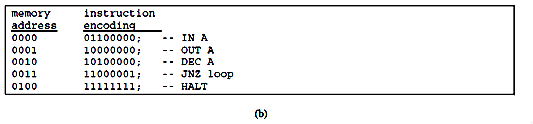 memory instruction
address encoding
0000 01100000; -- IN A
0001 10000000; -- OUT A
0010 10100000; -- DEC A
0011 11000001; -- JNZ loop
0100 11111111; -- HALT
(b)